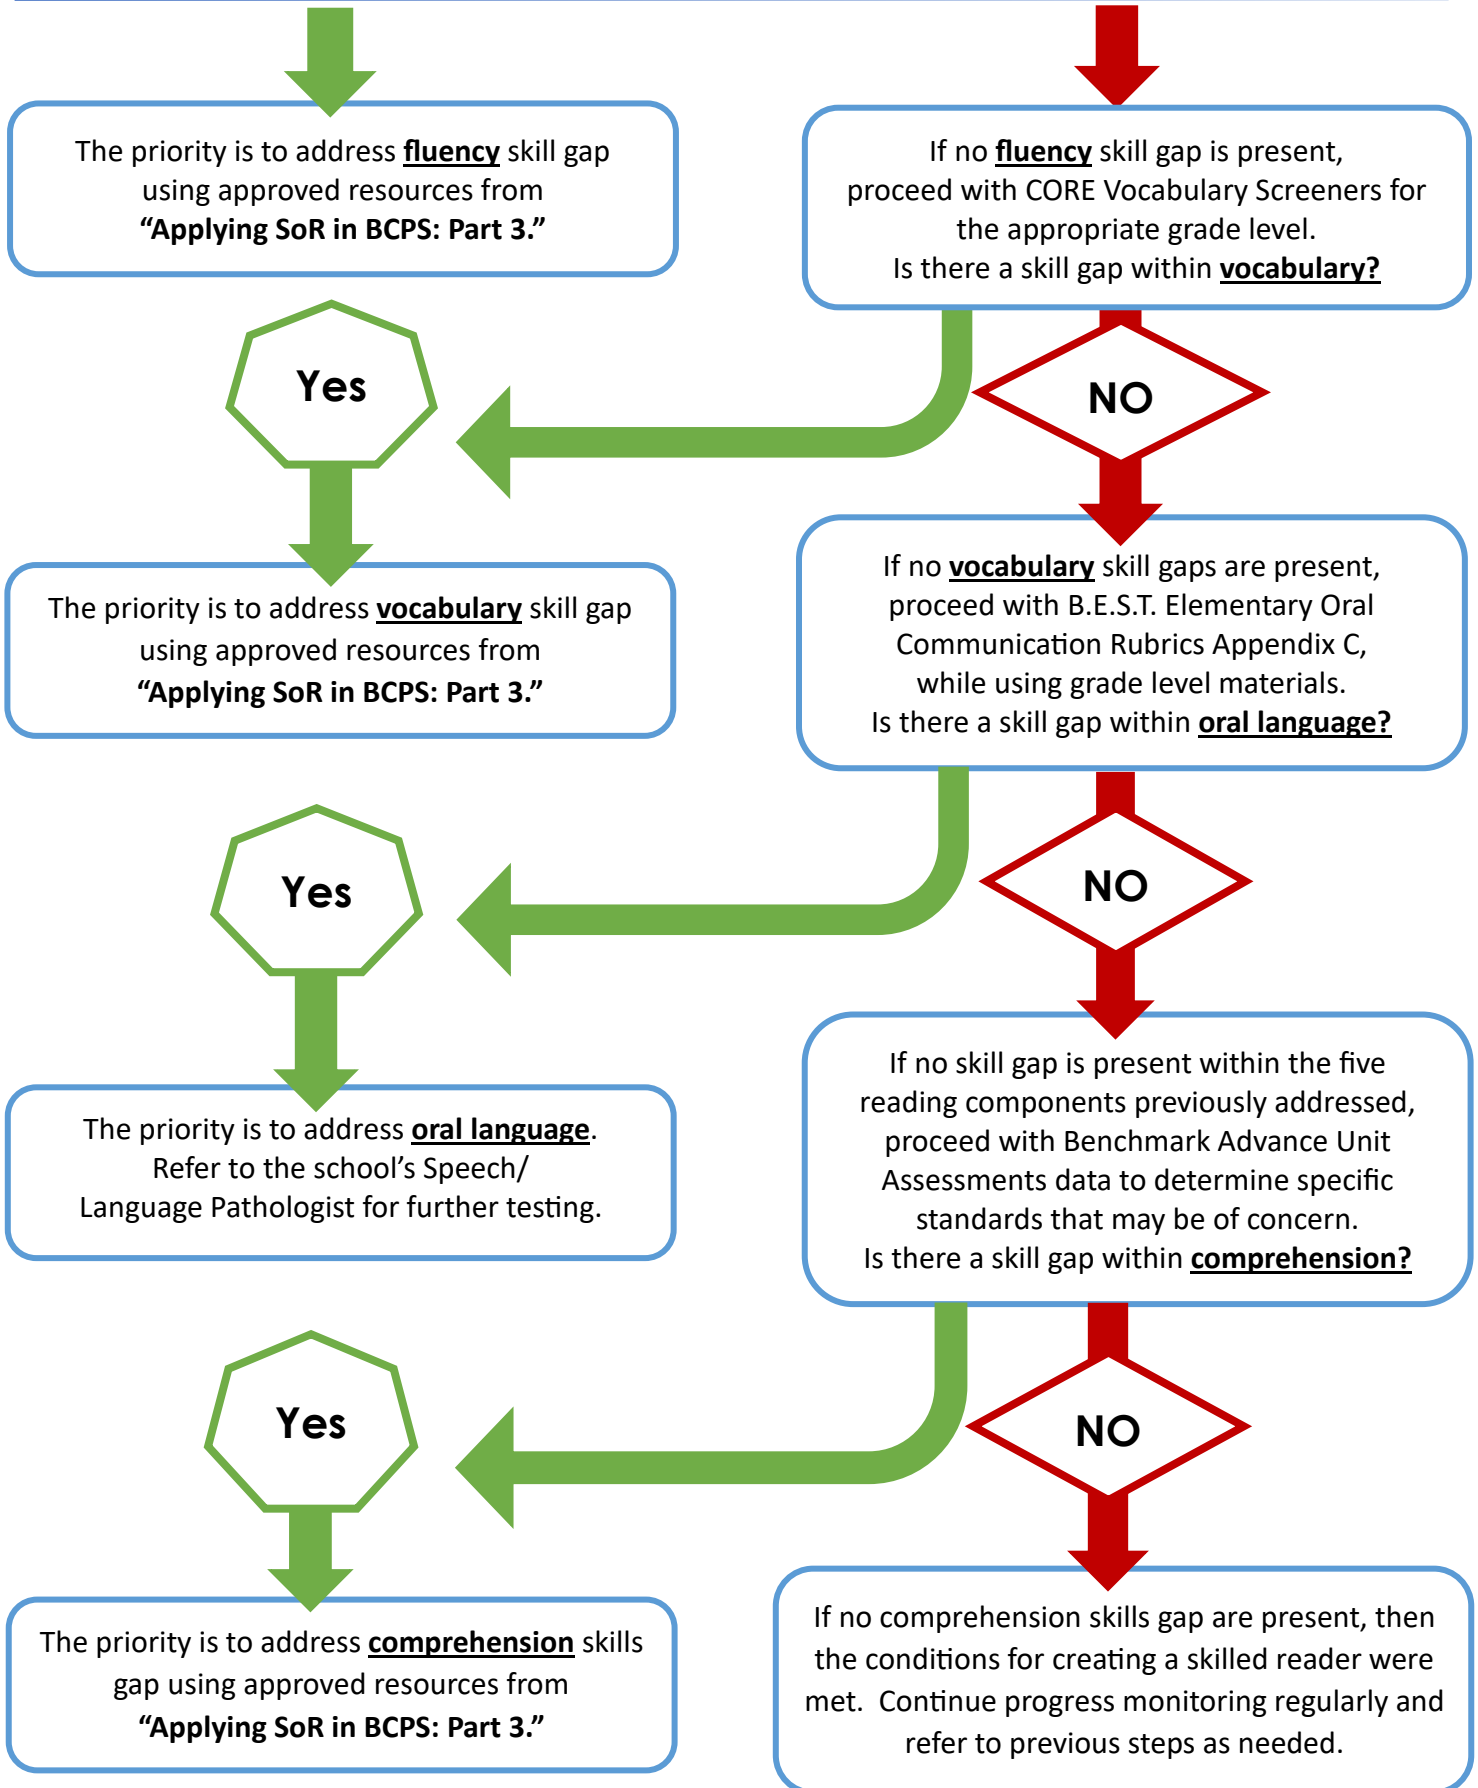 The priority is to address fluency skill gap
using approved resources from
“Applying SoR in BCPS: Part 3.”
If no fluency skill gap is present,
proceed with CORE Vocabulary Screeners for
the appropriate grade level.
Is there a skill gap within vocabulary?
Yes
NO
The priority is to address vocabulary skill gap
using approved resources from
“Applying SoR in BCPS: Part 3.”
If no vocabulary skill gaps are present,
proceed with B.E.S.T. Elementary Oral
Communication Rubrics Appendix C,
while using grade level materials.
Is there a skill gap within oral language?
Yes
NO
The priority is to address oral language.
Refer to the school’s Speech/
Language Pathologist for further testing.
If no skill gap is present within the five
reading components previously addressed,
proceed with Benchmark Advance Unit
Assessments data to determine specific
standards that may be of concern.
Is there a skill gap within comprehension?
Yes
NO
The priority is to address comprehension skills
gap using approved resources from
“Applying SoR in BCPS: Part 3.”
If no comprehension skills gap are present, then
the conditions for creating a skilled reader were
met.  Continue progress monitoring regularly and
refer to previous steps as needed.